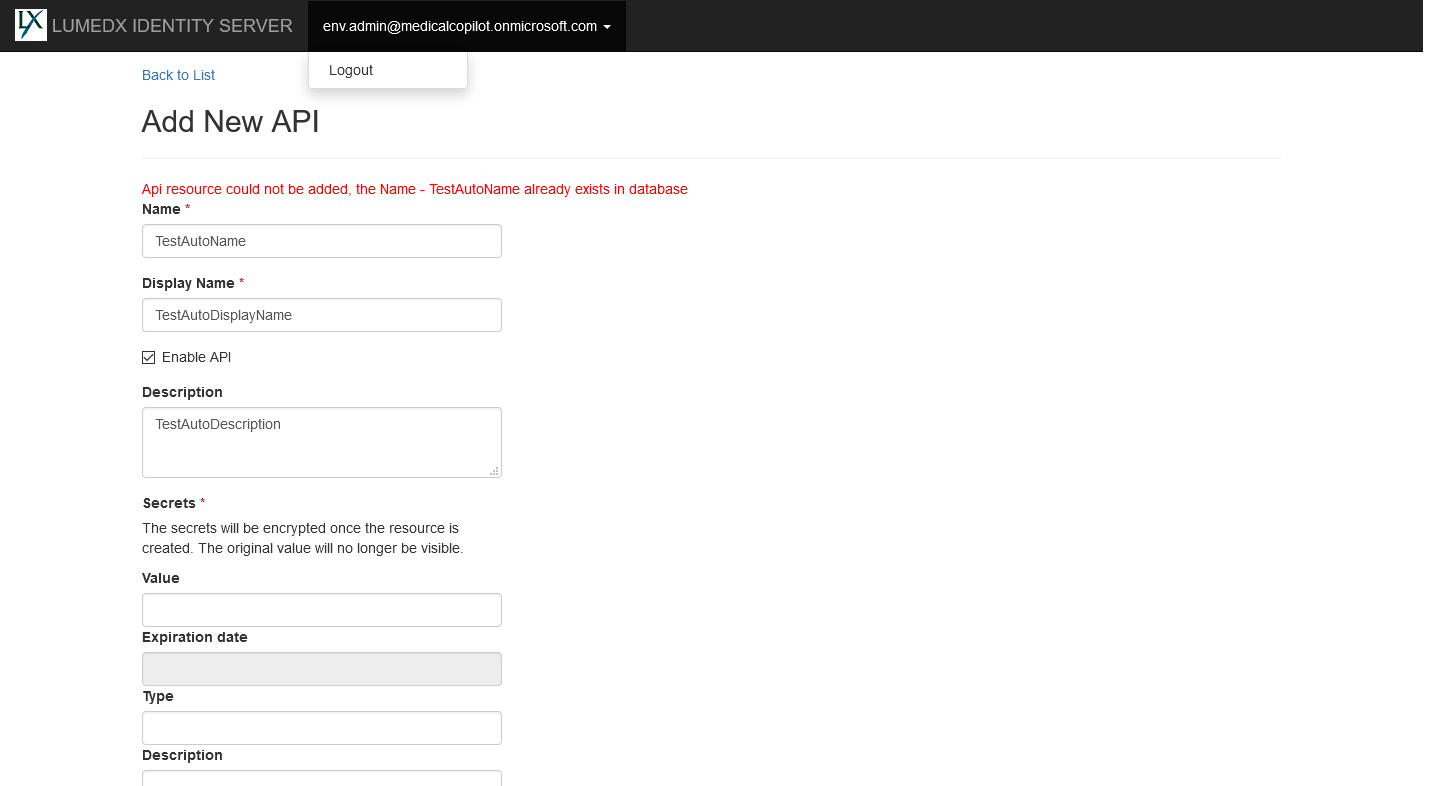 LX LUMEDX IDENTITY SERVER env.admin@medicalcopilot.onmicrosoft.com
Logout
Back to List
Add New API
Api resource could not be added, the Name - TestAutoName already exists in database
Name *
TestAutoName
Display Name *
TestAutoDisplayName
Enable API
Description
TestAutoDescription
Secrets *
The secrets will be encrypted once the resource is
created. The original value will no longer be visible.
Value
Expiration date
Type
Description